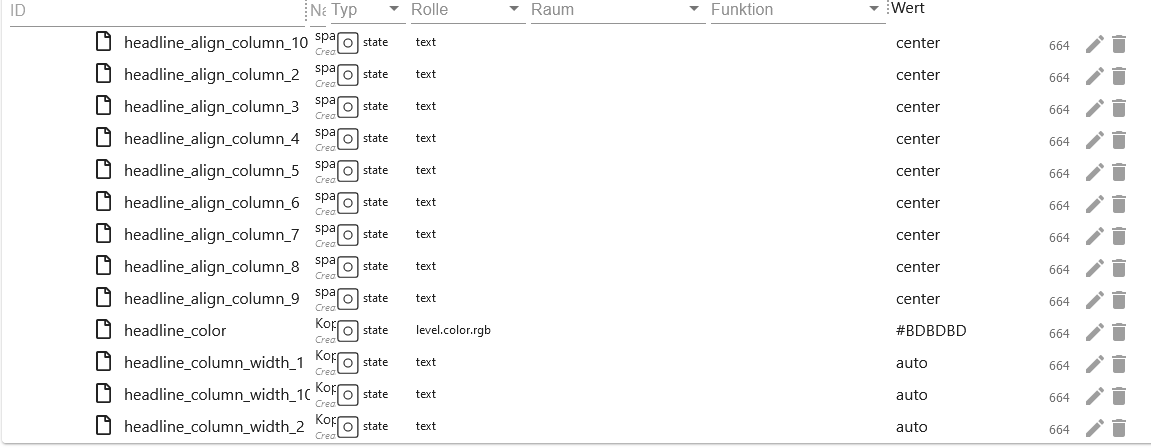 ID Na Typ Rolle Raum Funktion Wert
headline_align_column_10 spa state text center 664
Crea
headline_align_column_2 spa state text center 664
Crea
headline_align_column_3 spa state text center 664
Crea
headline_align_column_4 spa state text center 664
Crea
headline_align_column_5 spa state text center 664
Crea
headline_align_column_6 spa state text center 664
Crea
headline_align_column_7 spa state text center 664
Crea
headline_align_column_8 spa state text center 664
Crea
headline_align_column_9 spa state text center 664
Crea
headline_color Kop state level.color.rgb #BDBDBD 664
Crea
headline_column_width_1 Kop state text auto 664
Crea
headline_column_width_10 Kop state text auto 664
Crea
headline_column_width_2 Kop state text auto 664
Crea